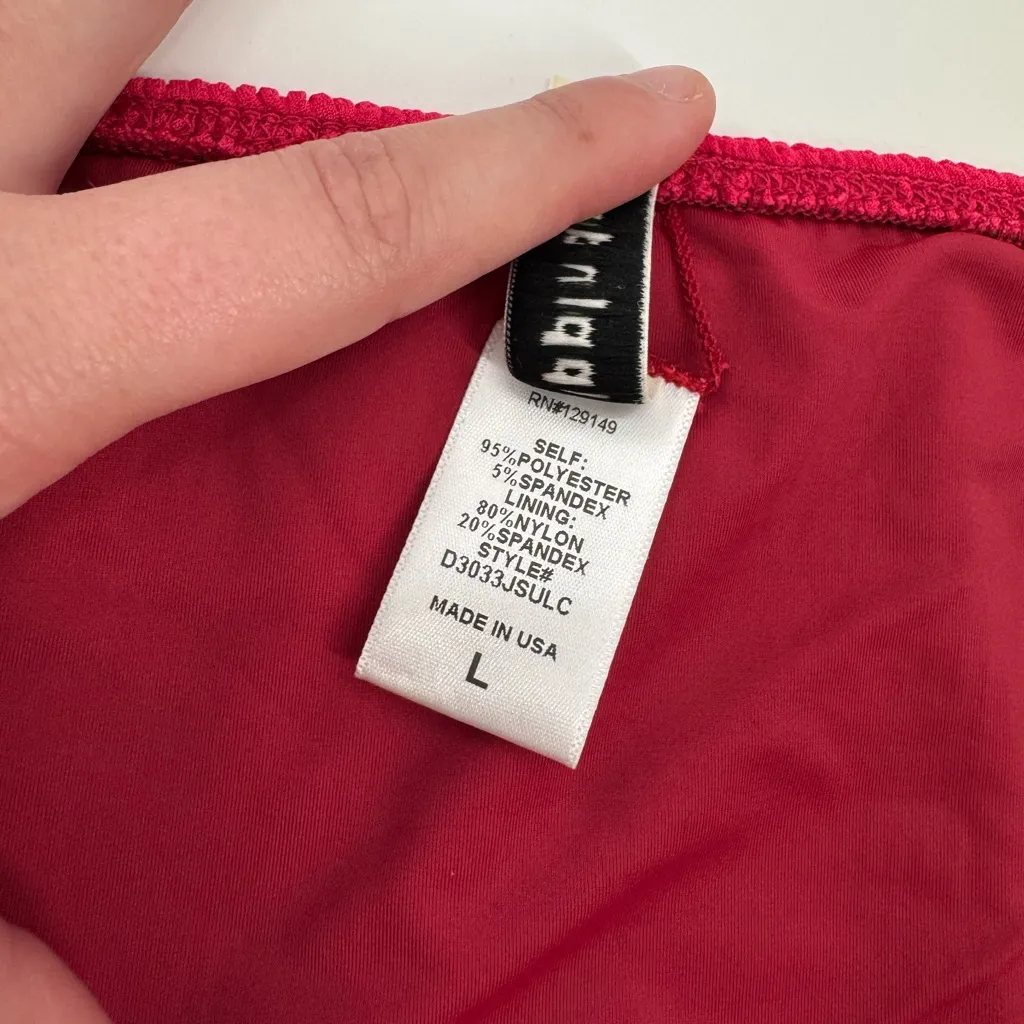 RN#129149
SELF:
95%POLYESTER
5%SPANDEX
LINING:
80%NYLON
20%SPANDEX
STYLE#
D3033JSULC
MADE IN USA
L